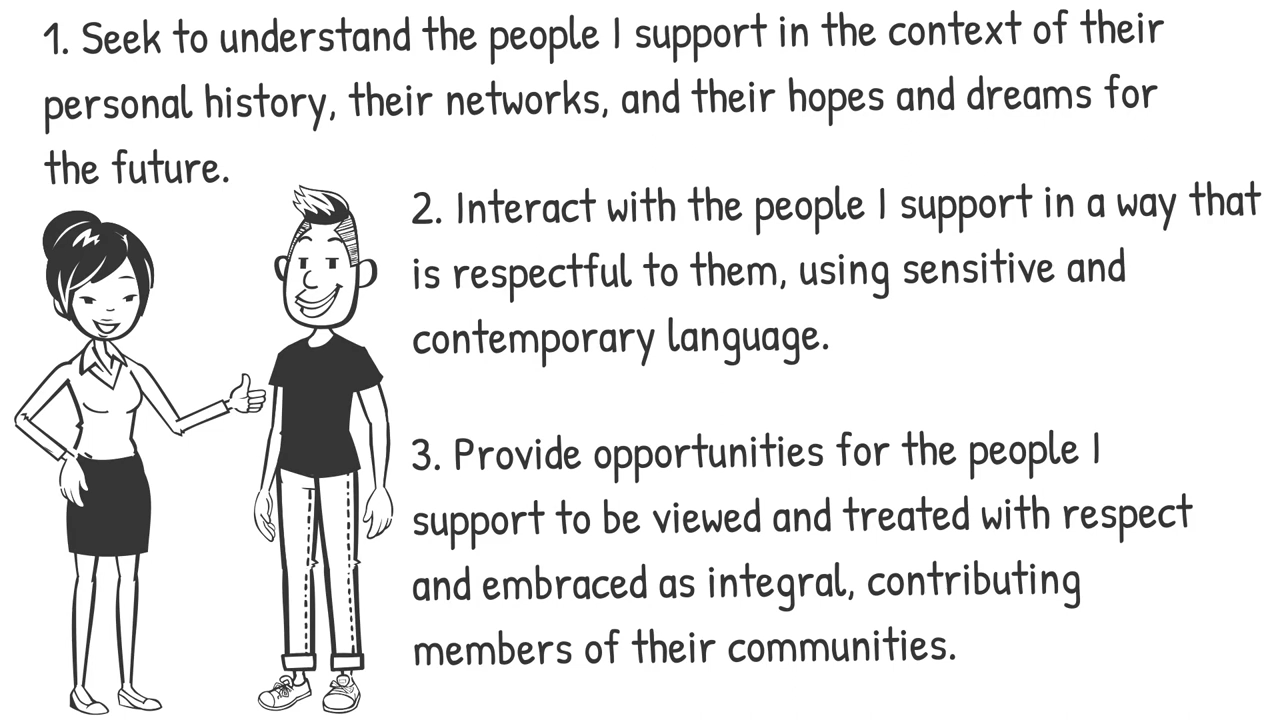 1. Seek to understand the people I support in the context of their
personal history, their networks, and their hopes and dreams for
the future.
2. Interact with the people I support in a way that
is respectful to them, using sensitive and
contemporary language.
3. Provide opportunities for the people I
support to be viewed and treated with respect
and embraced as integral, contributing
members of their communities.